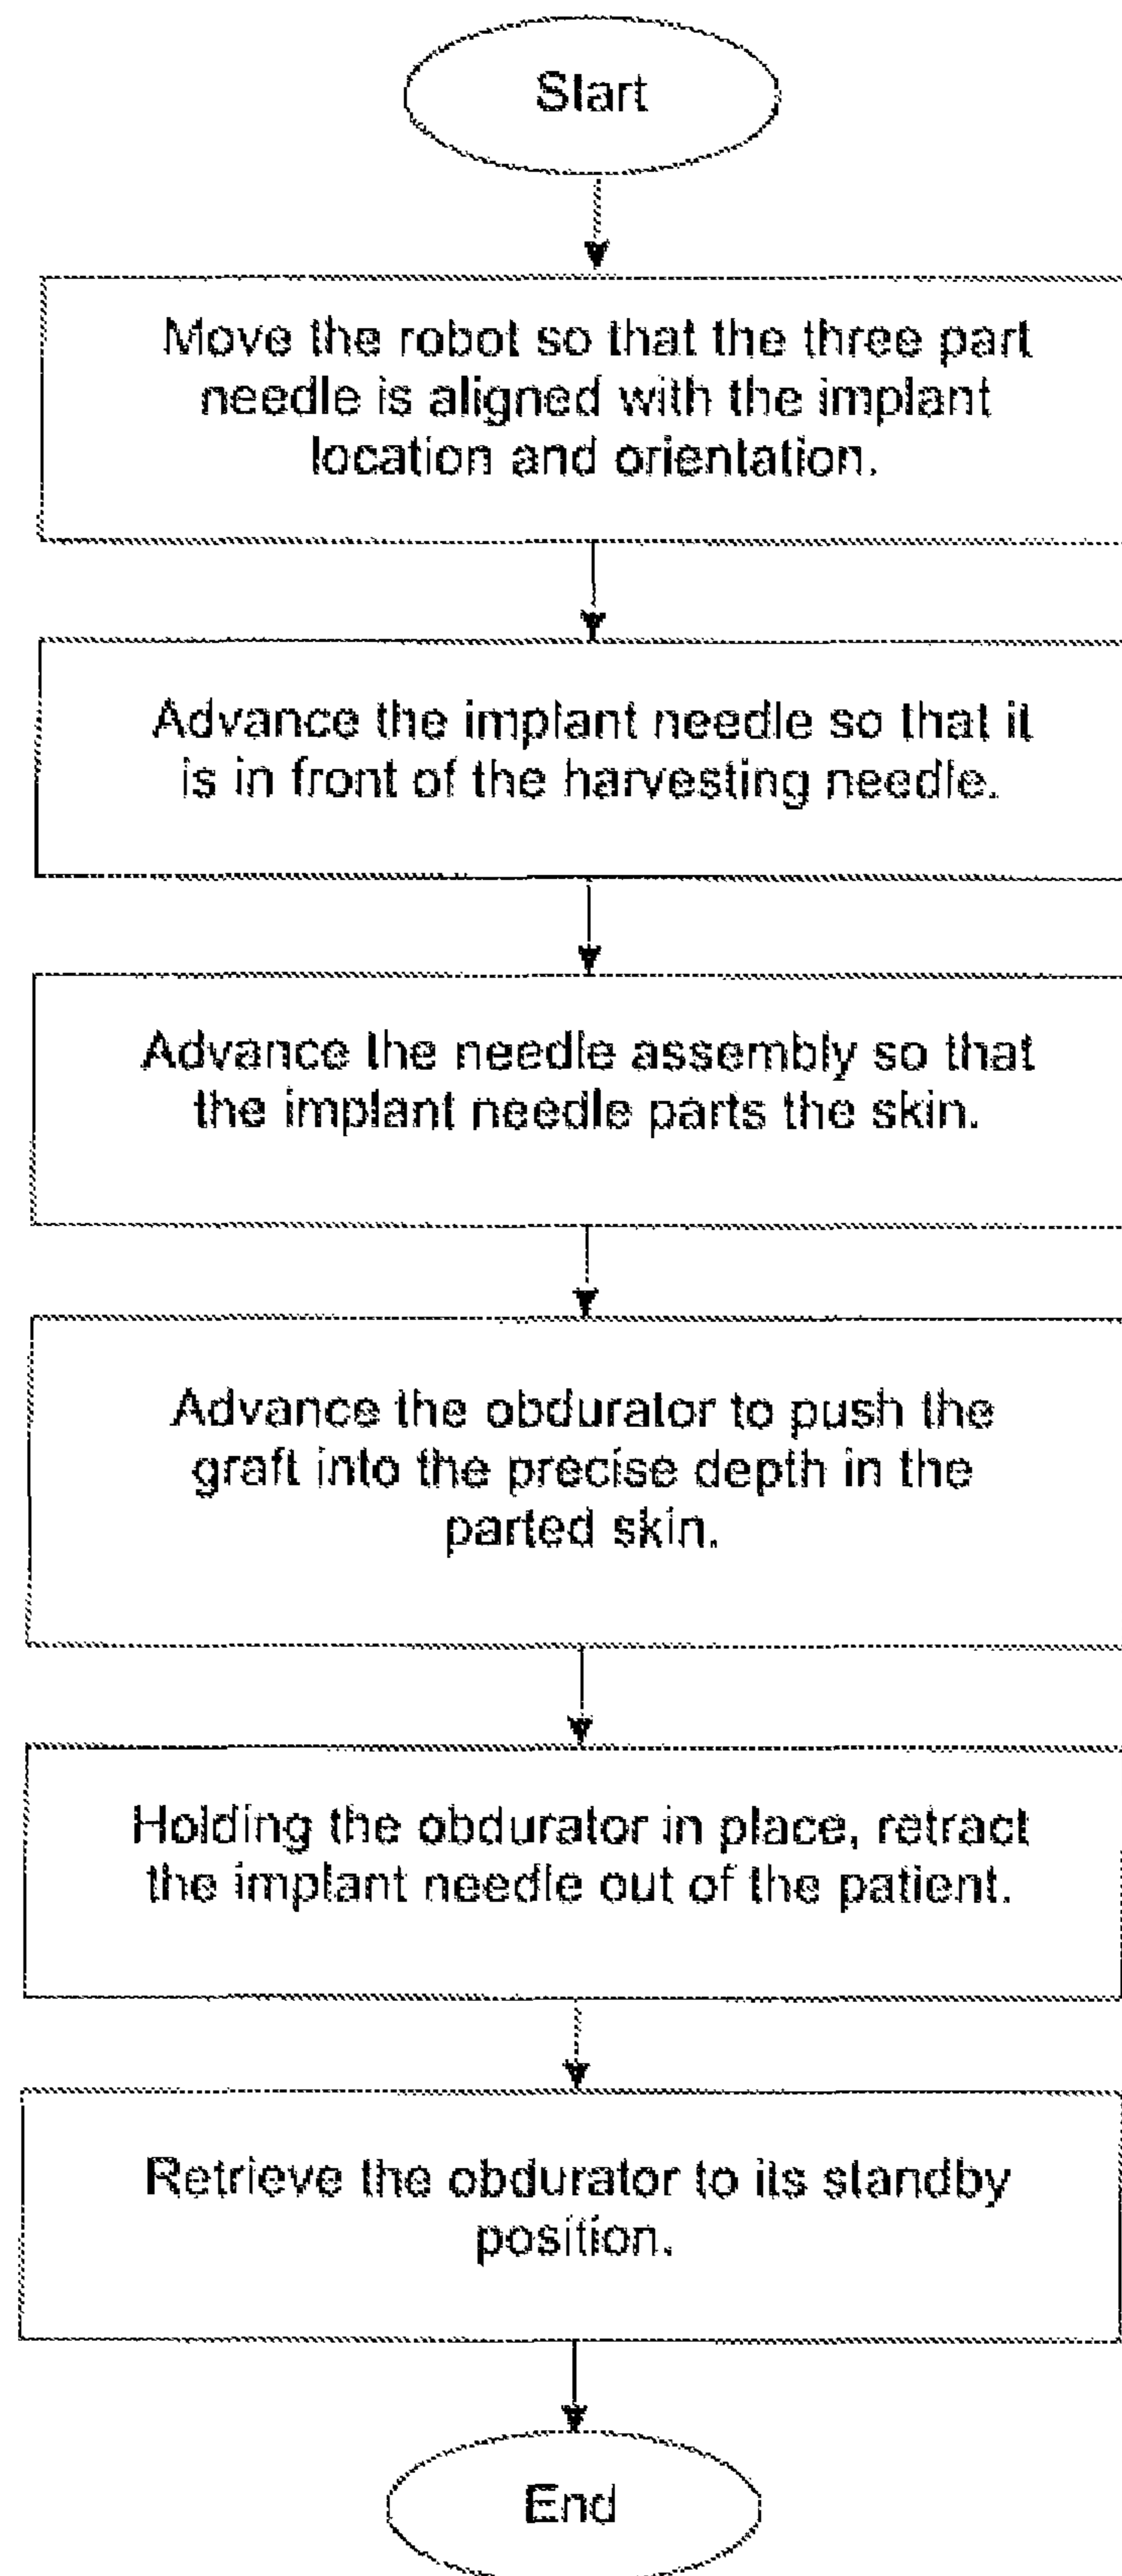 Start
Move the robot so that the three part
needle is aligned with the implant
location and orientation.
Advance the implant needle so that it
is in front of the harvesting needle.
Advance the needle assembly so that
the implant needle parts the skin.
Advance the obdurator to push the
graft into the precise depth in the
parted skin.
Holding the obdurator in place, retract
the implant needle out of the patient.
Retrieve the obdurator to its standby
position.
End